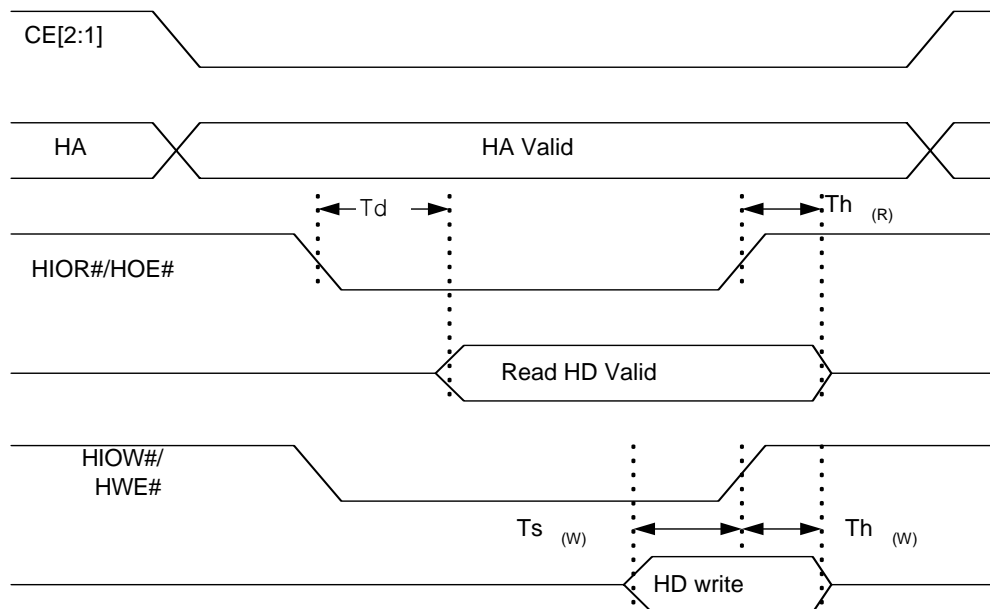 CE[2:1]
HA
HA Valid
Td
Th (R)
HIOR#/HOE#
Read HD Valid
HIOW#/
HWE#
Ts (W)
Th (W)
HD write